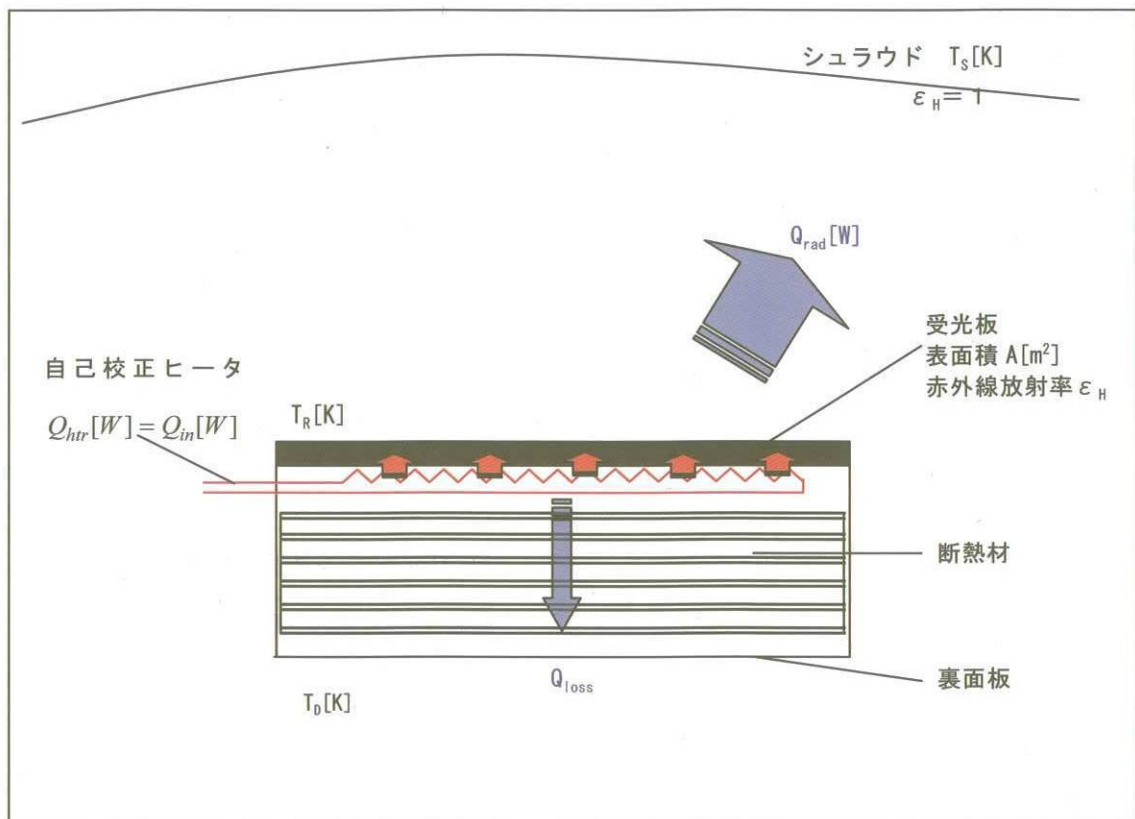 シュラウド T_S[K]
ε_H＝1
Q_rad[W]
受光板
表面積 A[m²]
赤外線放射率 ε_H
自己校正ヒータ
Q_htr[W] = Q_in[W]
T_R[K]
断熱材
裏面板
Q_loss
T_D[K]